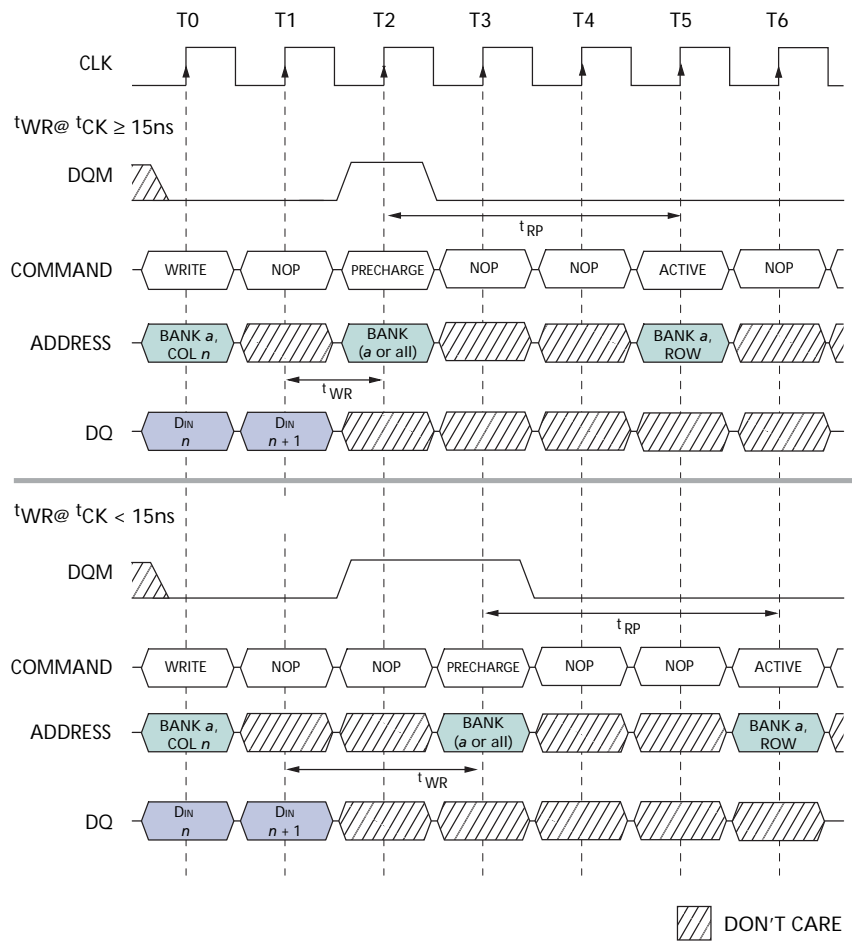 T0 T1 T2 T3 T4 T5 T6
CLK
tWR@ tCK ≥ 15ns
DQM
tRP
COMMAND WRITE NOP PRECHARGE NOP NOP ACTIVE NOP
ADDRESS BANK a, COL n BANK (a or all) BANK a, ROW
tWR
DQ DIN n DIN n + 1
tWR@ tCK < 15ns
DQM
tRP
COMMAND WRITE NOP NOP PRECHARGE NOP NOP ACTIVE
ADDRESS BANK a, COL n BANK (a or all) BANK a, ROW
tWR
DQ DIN n DIN n + 1
DON'T CARE